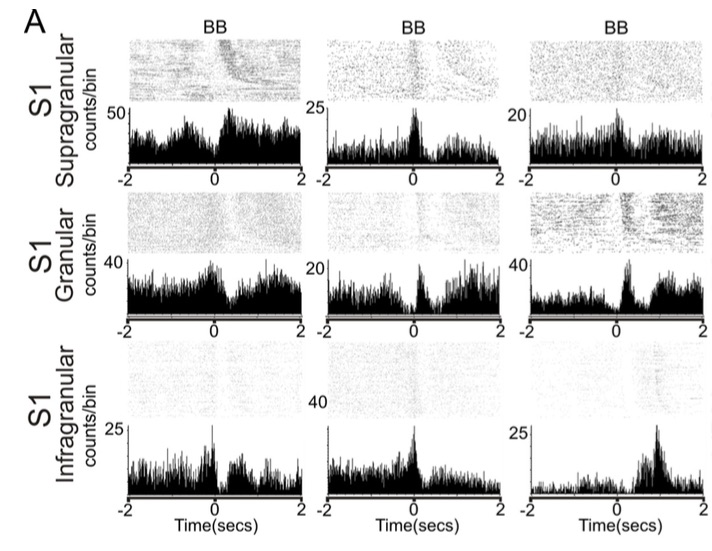 A
BB BB BB
S1
Supragranular
counts/bin
50 25 20
-2 0 2 -2 0 2 -2 0 2
S1
Granular
counts/bin
40 20 40
-2 0 2 -2 0 2 -2 0 2
S1
Infragranular
counts/bin
25 40 25
-2 0 2 -2 0 2 -2 0 2
Time(secs) Time(secs) Time(secs)